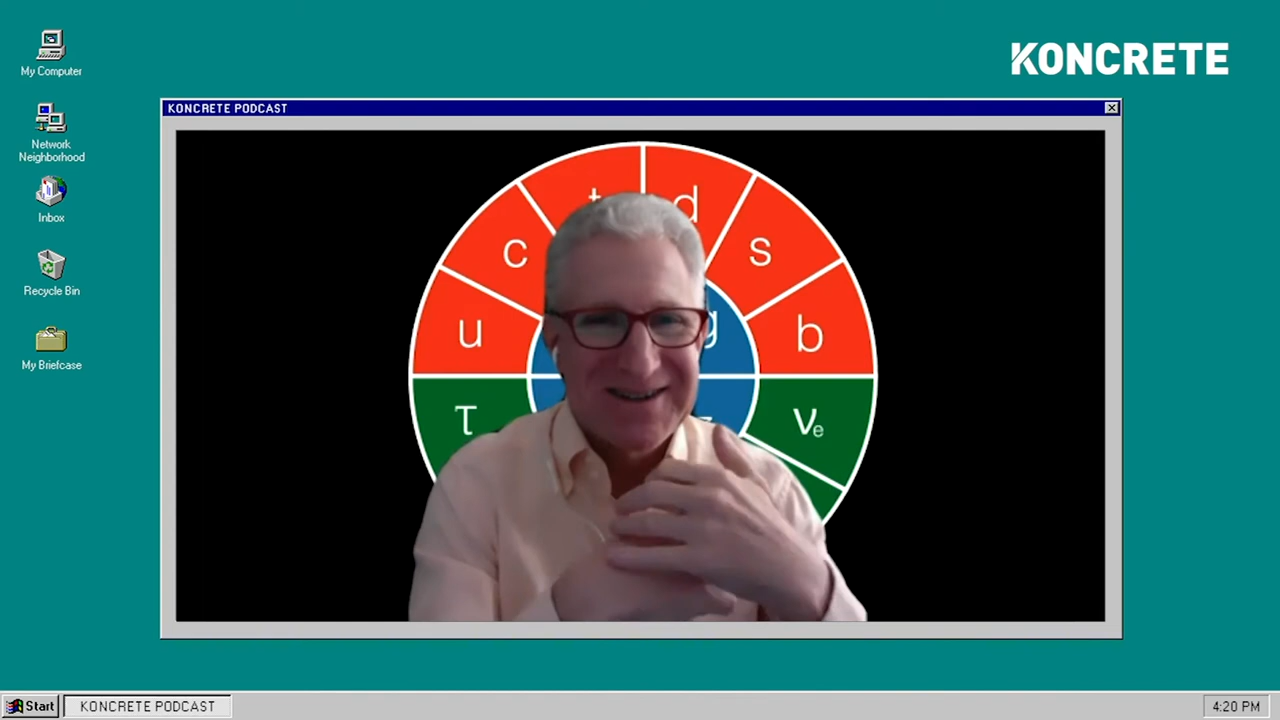 My Computer
KONCRETE
KONCRETE PODCAST
Network
Neighborhood
Inbox
Recycle Bin
My Briefcase
t
d
c
s
u
g
b
τ
νe
Start
KONCRETE PODCAST
4:20 PM